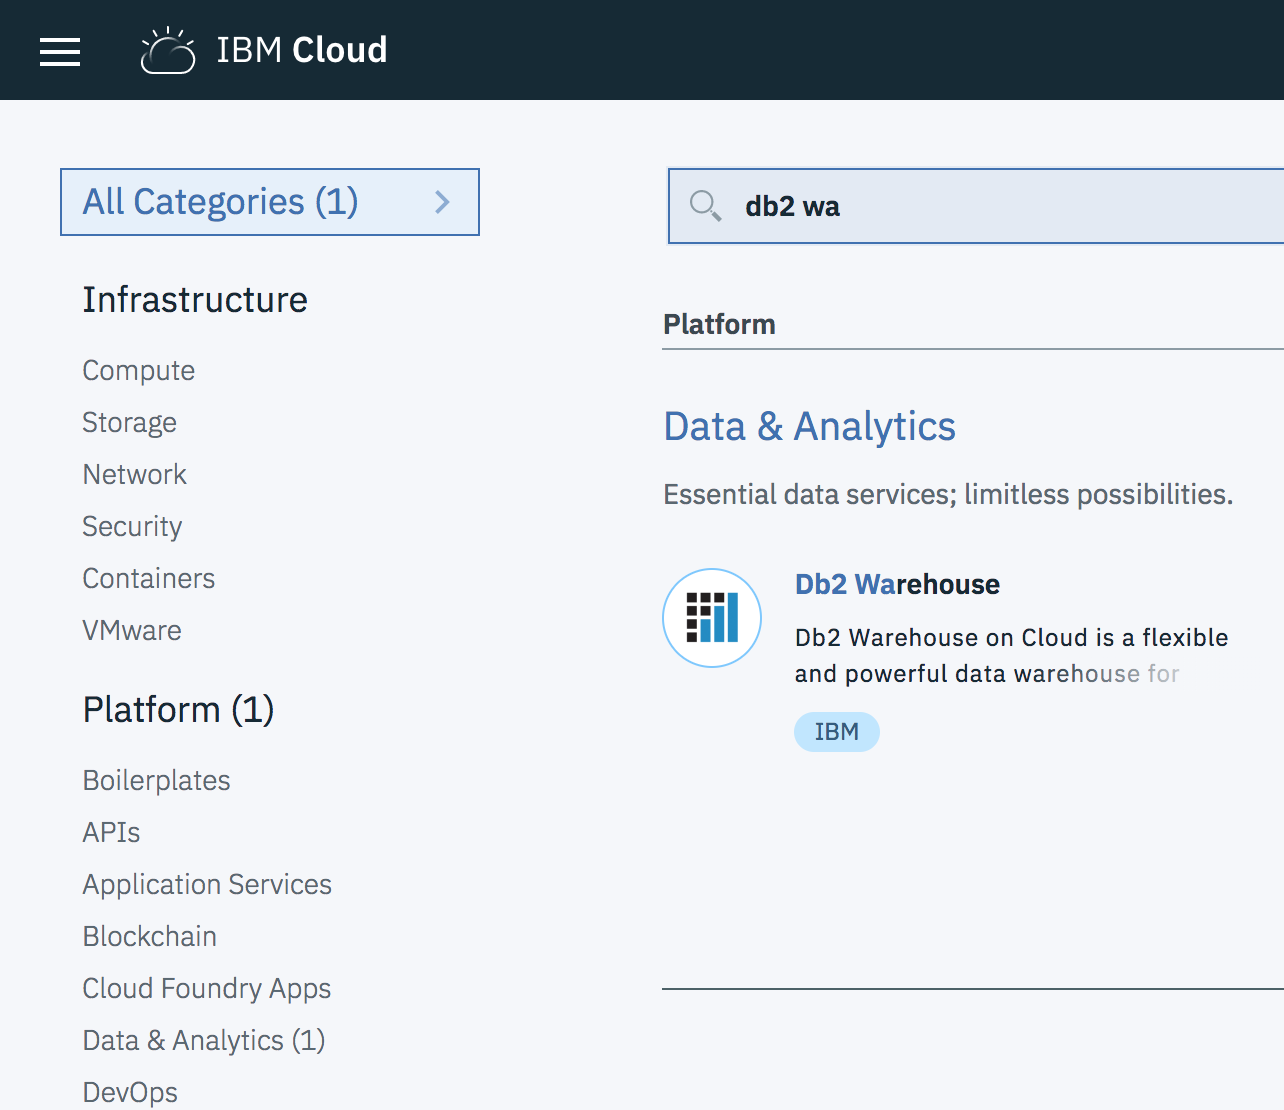 IBM Cloud
All Categories (1)
Infrastructure
Compute
Storage
Network
Security
Containers
VMware
Platform (1)
Boilerplates
APIs
Application Services
Blockchain
Cloud Foundry Apps
Data & Analytics (1)
DevOps
db2 wa
Platform
Data & Analytics
Essential data services; limitless possibilities.
Db2 Warehouse
Db2 Warehouse on Cloud is a flexible
and powerful data warehouse for
IBM